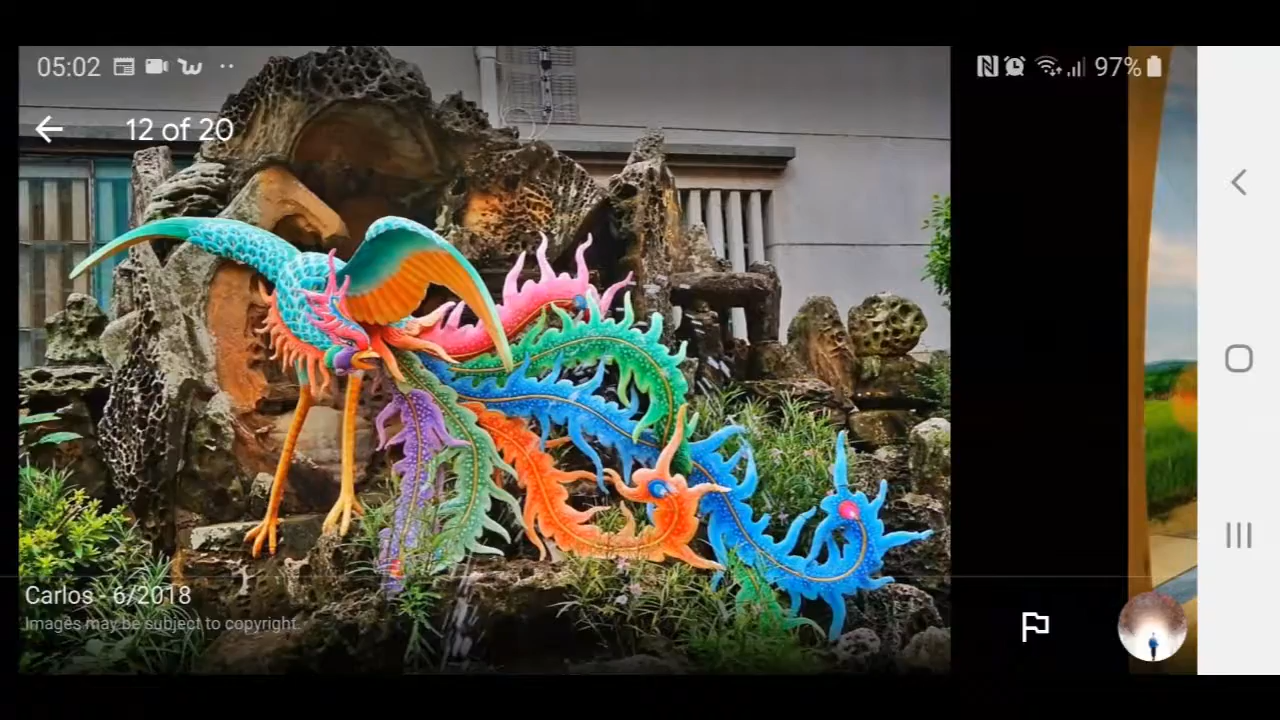 05:02
97%
12 of 20
Carlos - 6/2018
Images may be subject to copyright.